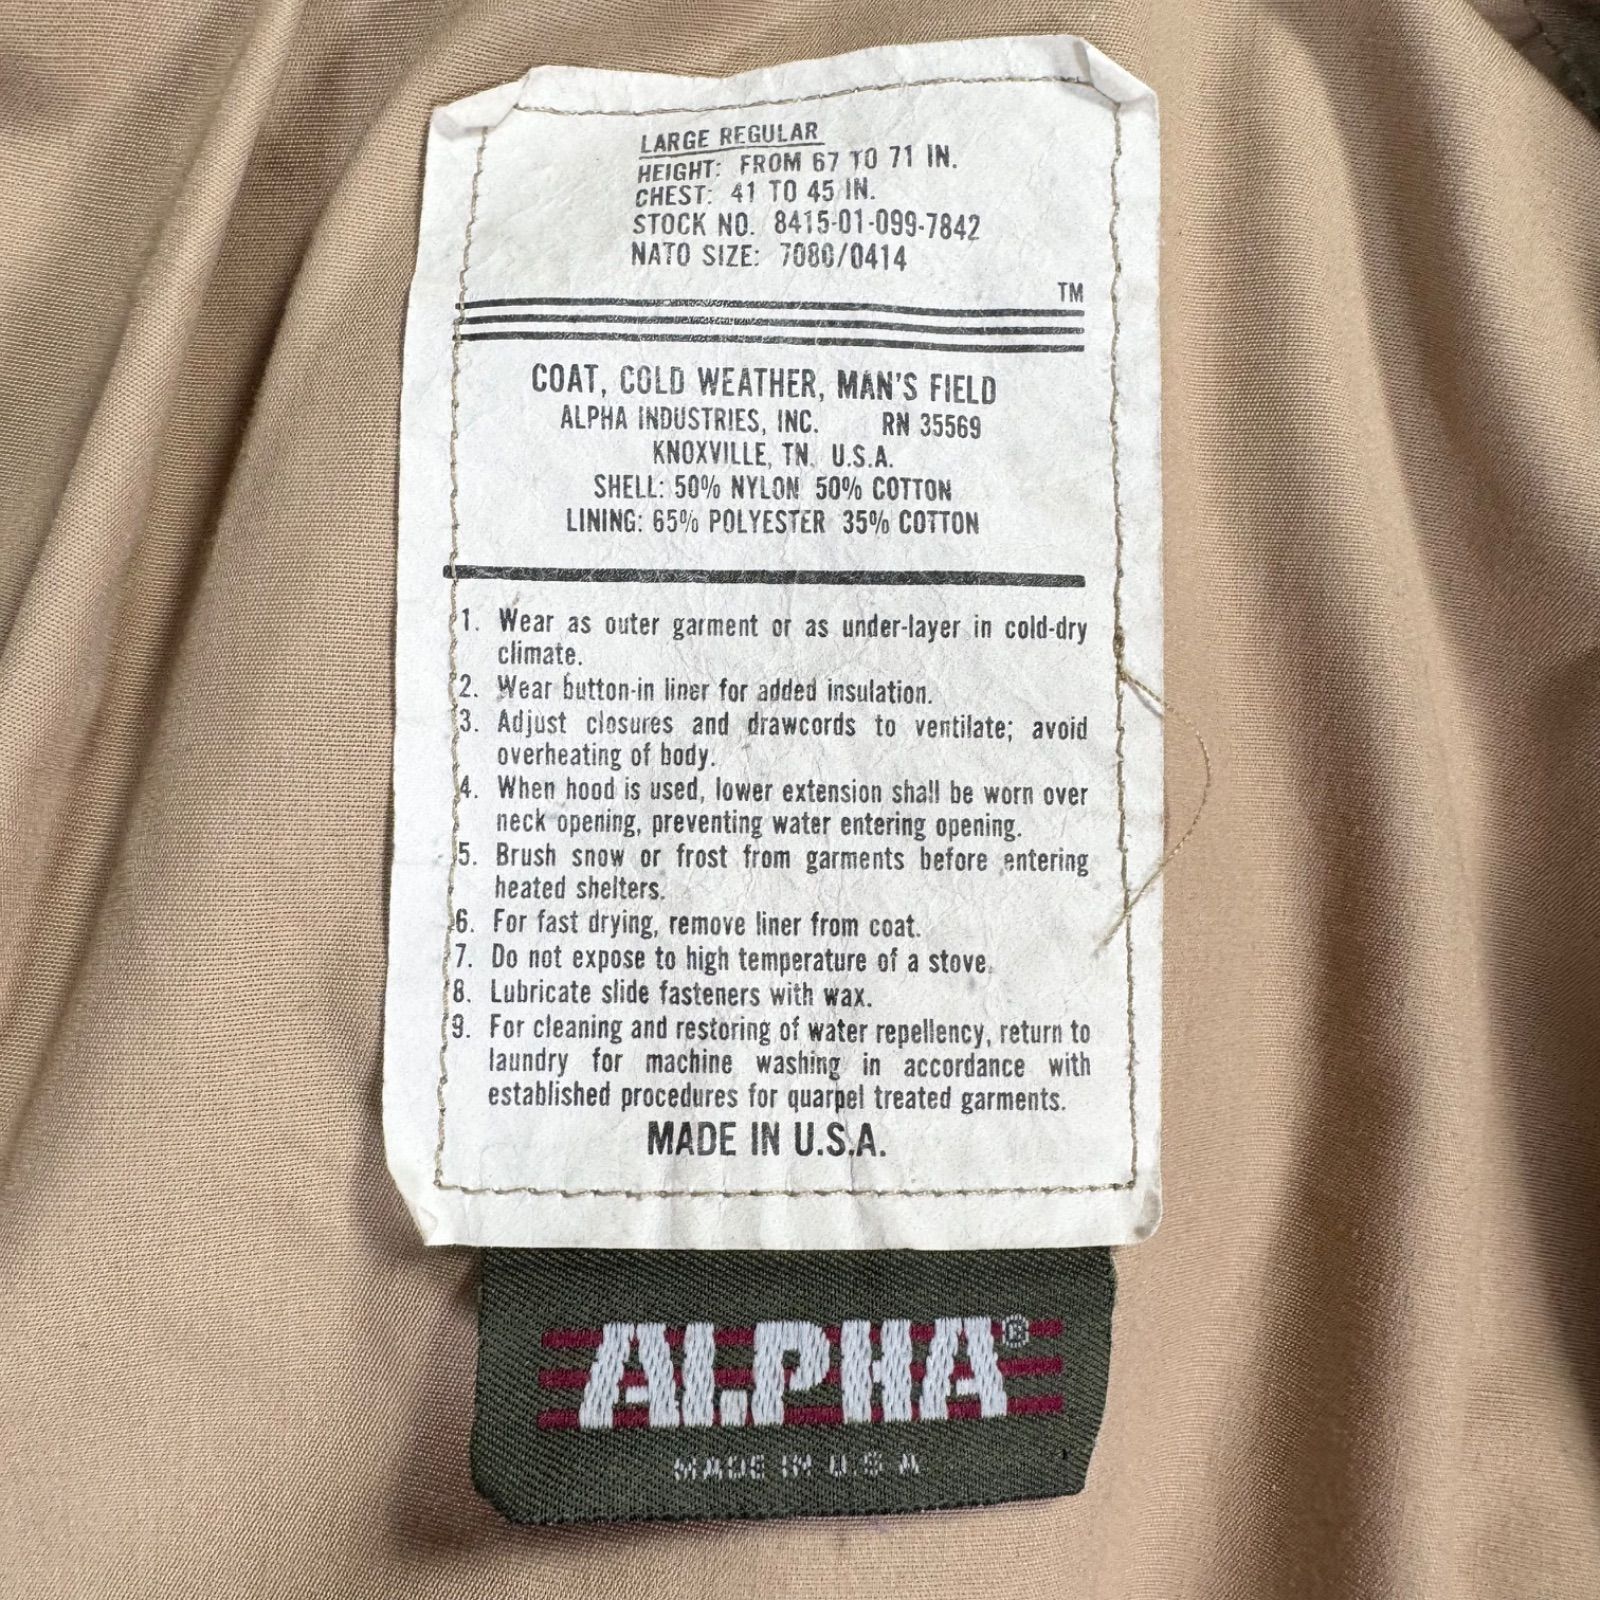 LARGE REGULAR
HEIGHT: FROM 67 TO 71 IN.
CHEST: 41 TO 45 IN.
STOCK NO. 8415-01-099-7842
NATO SIZE: 7080/0414
TM
COAT, COLD WEATHER, MAN'S FIELD
ALPHA INDUSTRIES, INC. RN 35569
KNOXVILLE, TN. U.S.A.
SHELL: 50% NYLON 50% COTTON
LINING: 65% POLYESTER 35% COTTON
1. Wear as outer garment or as under-layer in cold-dry
climate.
2. Wear button-in liner for added insulation.
3. Adjust closures and drawcords to ventilate; avoid
overheating of body.
4. When hood is used, lower extension shall be worn over
neck opening, preventing water entering opening.
5. Brush snow or frost from garments before entering
heated shelters.
6. For fast drying, remove liner from coat.
7. Do not expose to high temperature of a stove.
8. Lubricate slide fasteners with wax.
9. For cleaning and restoring of water repellency, return to
laundry for machine washing in accordance with
established procedures for quarpel treated garments.
MADE IN U.S.A.
ALPHA®
MADE IN U.S.A